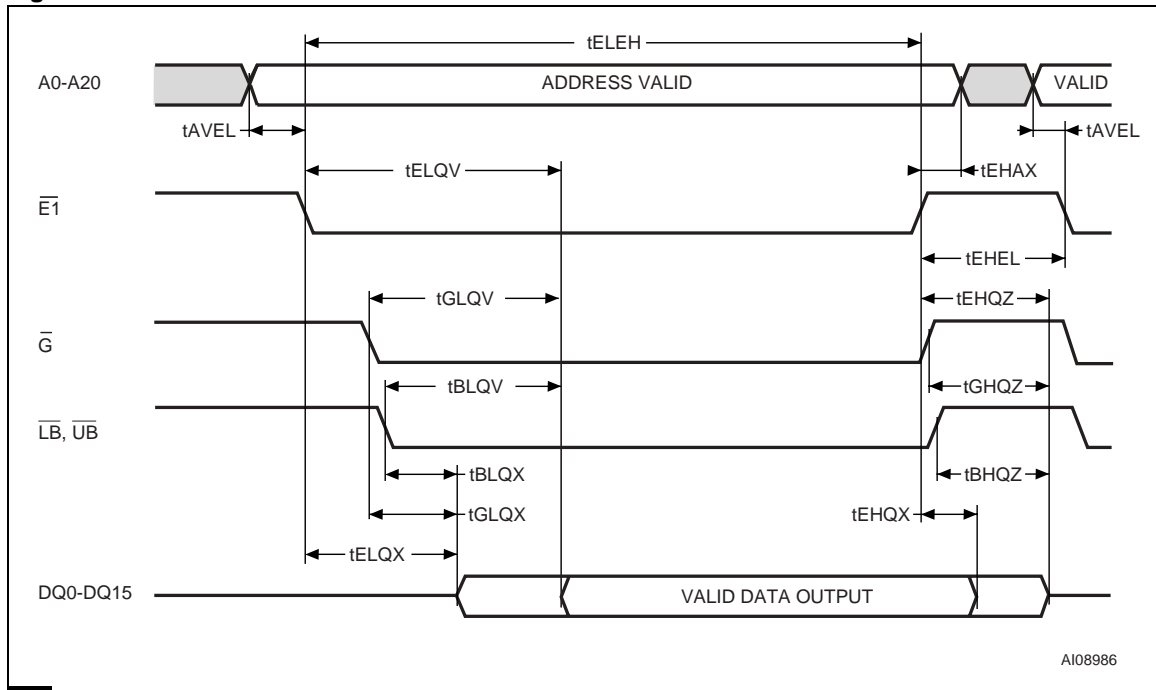 tELEH
A0-A20
ADDRESS VALID
VALID
tAVEL
tAVEL
tELQV
tEHAX
E1
tEHEL
tGLQV
tEHQZ
G
tBLQV
tGHQZ
LB, UB
tBLQX
tBHQZ
tGLQX
tEHQX
tELQX
DQ0-DQ15
VALID DATA OUTPUT
AI08986